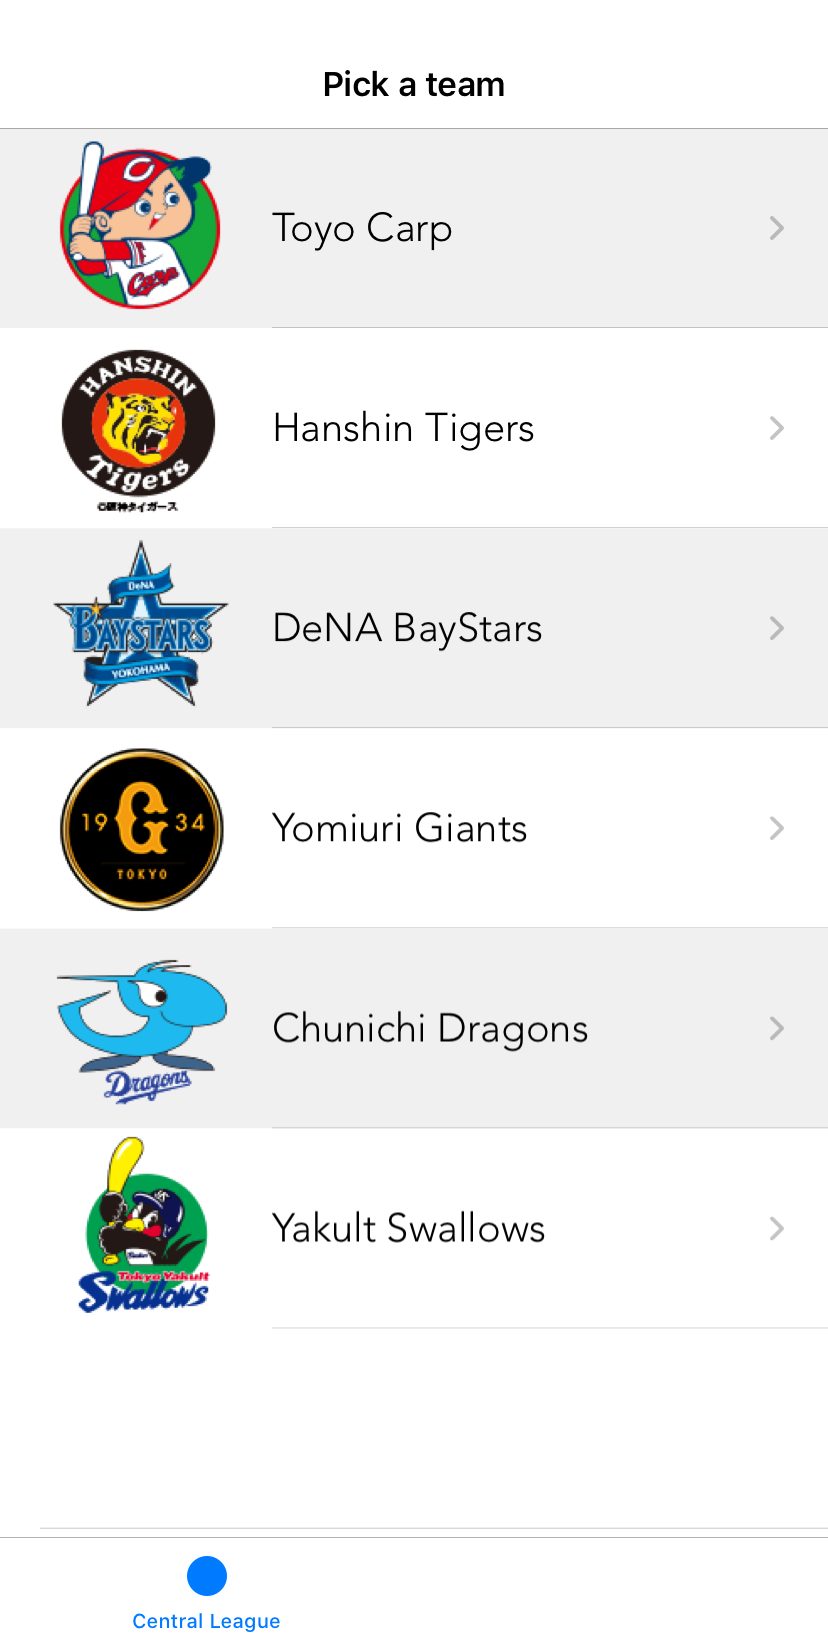 Pick a team
C
Carp
Toyo Carp
HANSHIN
Tigers
©阪神タイガース
Hanshin Tigers
DeNA
BAYSTARS
YOKOHAMA
DeNA BayStars
19 G 34
TOKYO
Yomiuri Giants
Dragons
Chunichi Dragons
Tokyo Yakult
Swallows
Yakult Swallows
Central League